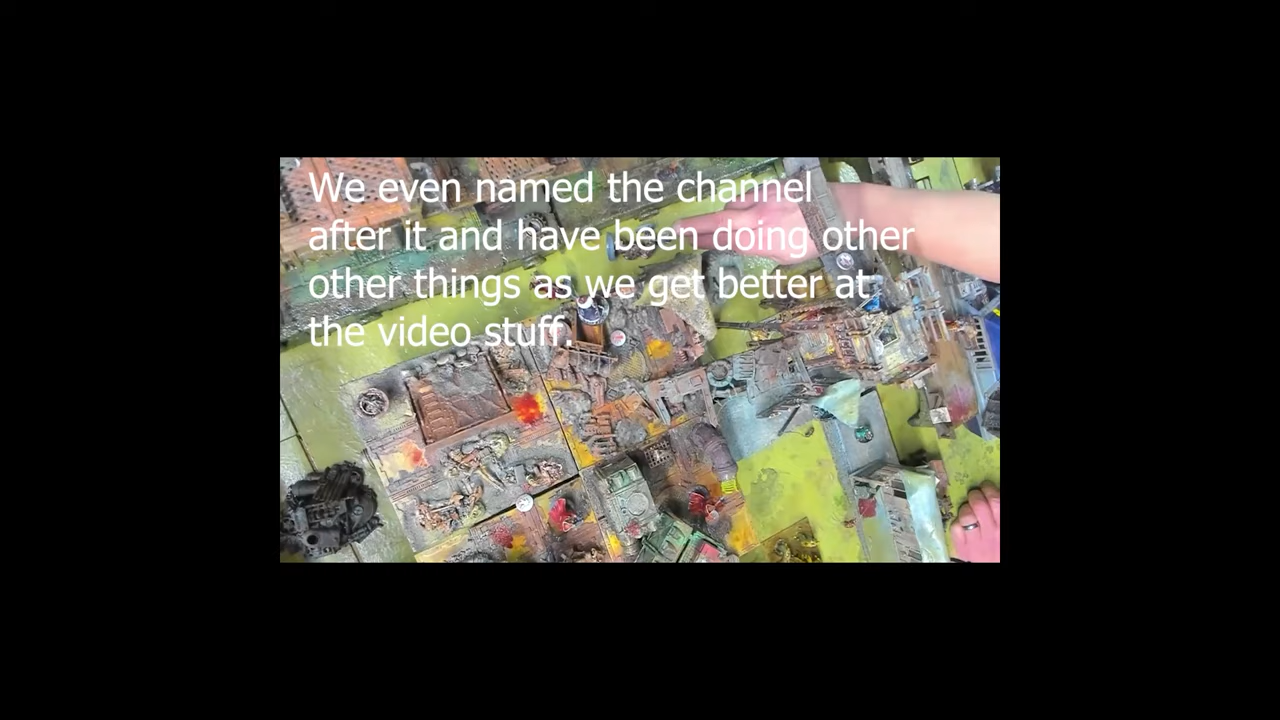 We even named the channel
after it and have been doing other
other things as we get better at
the video stuff.